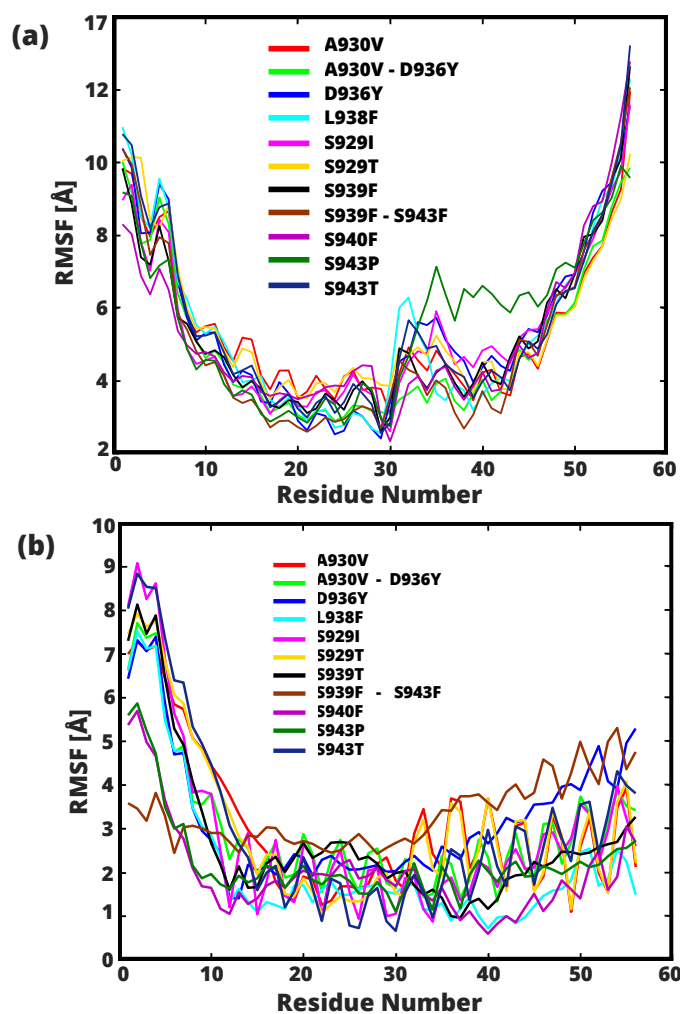 (a)
17
12
10
8
6
4
2
RMSF [Å]
A930V
A930V - D936Y
D936Y
L938F
S929I
S929T
S939F
S939F - S943F
S940F
S943P
S943T
0 10 20 30 40 50 60
Residue Number
(b)
10
9
8
7
6
5
4
3
2
1
0
RMSF [Å]
A930V
A930V - D936Y
D936Y
L938F
S929I
S929T
S939T
S939F - S943F
S940F
S943P
S943T
0 10 20 30 40 50 60
Residue Number